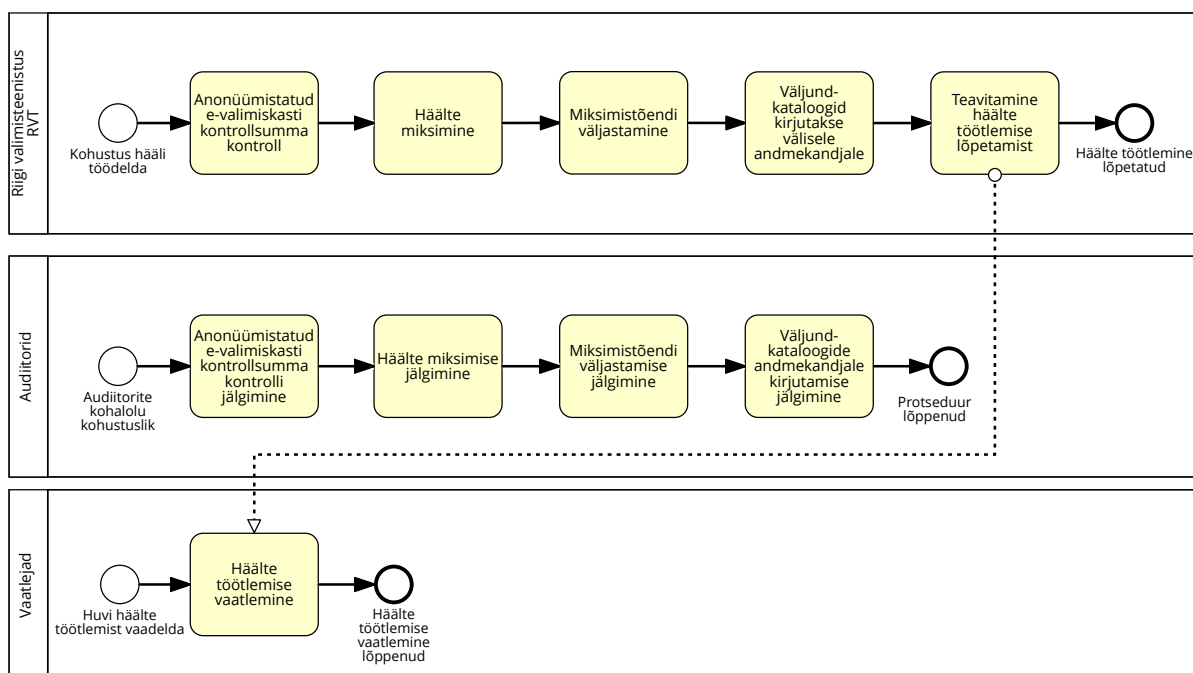 Riigi valimisteenistus
RVT
Kohustus hääli
töödelda
Anonüümistatud
e-valimiskasti
kontrollsumma
kontroll
Häälte
miksimine
Miksimistõendi
väljastamine
Väljund-
kataloogid
kirjutakse
välisele
andmekandjale
Teavitamine
häälte
töötlemise
lõpetamist
Häälte töötlemine
lõpetatud
Audiitorid
Audiitorite
kohalolu
kohustuslik
Anonüümistatud
e-valimiskasti
kontrollsumma
kontrolli
jälgimine
Häälte miksimise
jälgimine
Miksimistõendi
väljastamise
jälgimine
Väljund-
kataloogide
andmekandjale
kirjutamise
jälgimine
Protseduur
lõppenud
Vaatlejad
Huvi häälte
töötlemist vaadelda
Häälte
töötlemise
vaatlemine
Häälte
töötlemise
vaatlemine
lõppenud